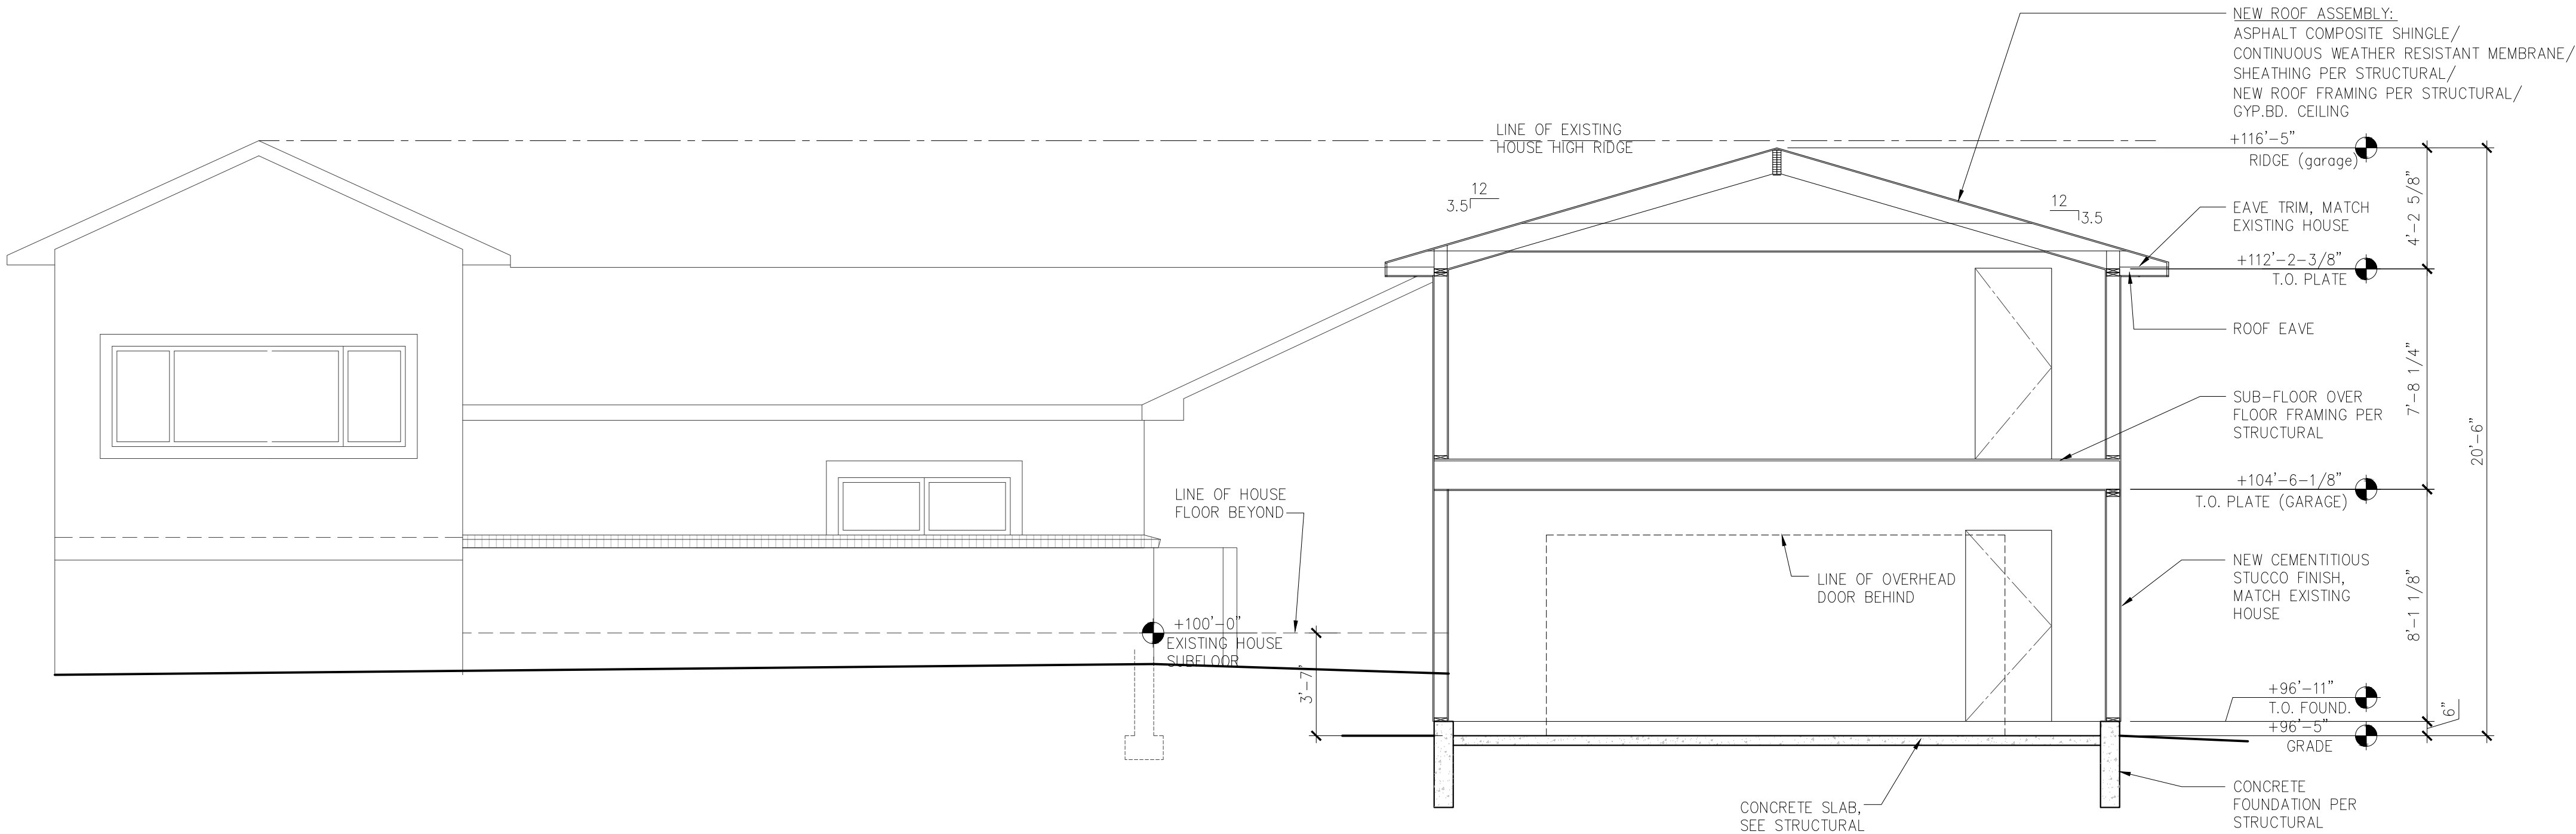 NEW ROOF ASSEMBLY:
ASPHALT COMPOSITE SHINGLE/
CONTINUOUS WEATHER RESISTANT MEMBRANE/
SHEATHING PER STRUCTURAL/
NEW ROOF FRAMING PER STRUCTURAL/
GYP.BD. CEILING
LINE OF EXISTING
HOUSE HIGH RIDGE
+116'-5"
RIDGE (garage)
12
3.5
12
3.5
4'-2 5/8"
EAVE TRIM, MATCH
EXISTING HOUSE
+112'-2-3/8"
T.O. PLATE
ROOF EAVE
7'-8 1/4"
SUB-FLOOR OVER
FLOOR FRAMING PER
STRUCTURAL
20'-6"
+104'-6-1/8"
T.O. PLATE (GARAGE)
LINE OF HOUSE
FLOOR BEYOND
LINE OF OVERHEAD
DOOR BEHIND
NEW CEMENTITIOUS
STUCCO FINISH,
MATCH EXISTING
HOUSE
8'-1 1/8"
+100'-0"
EXISTING HOUSE
SUBFLOOR
3'-7"
+96'-11"
T.O. FOUND.
6"
+96'-5"
GRADE
CONCRETE SLAB,
SEE STRUCTURAL
CONCRETE
FOUNDATION PER
STRUCTURAL